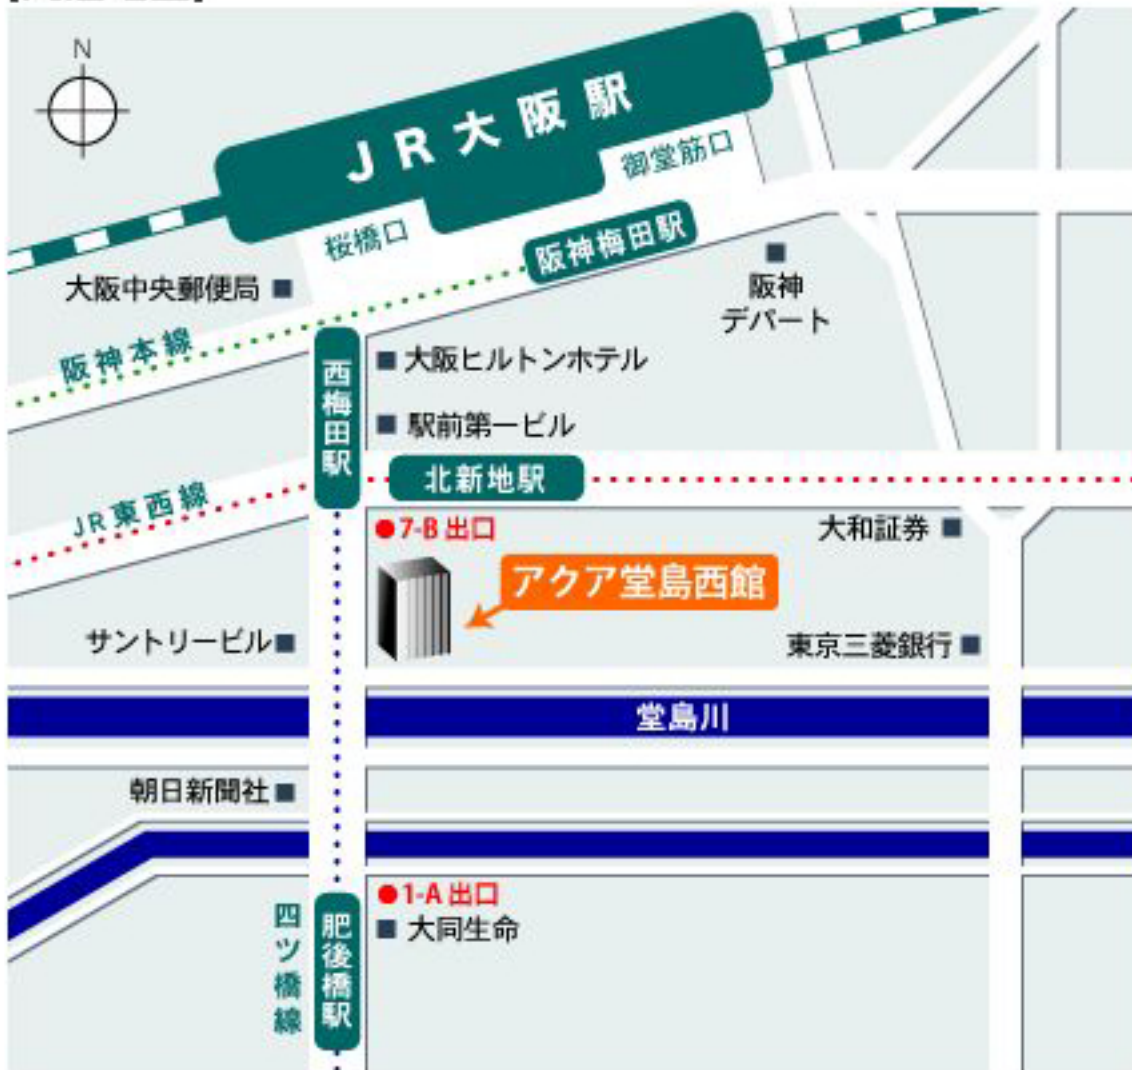 N
JR大阪駅
御堂筋口
桜橋口
阪神梅田駅
大阪中央郵便局
阪神
デパート
阪神本線
大阪ヒルトンホテル
西梅田駅
駅前第一ビル
北新地駅
JR東西線
7-B 出口
大和証券
アクア堂島西館
サントリービル
東京三菱銀行
堂島川
朝日新聞社
1-A 出口
大同生命
四ツ橋線
肥後橋駅